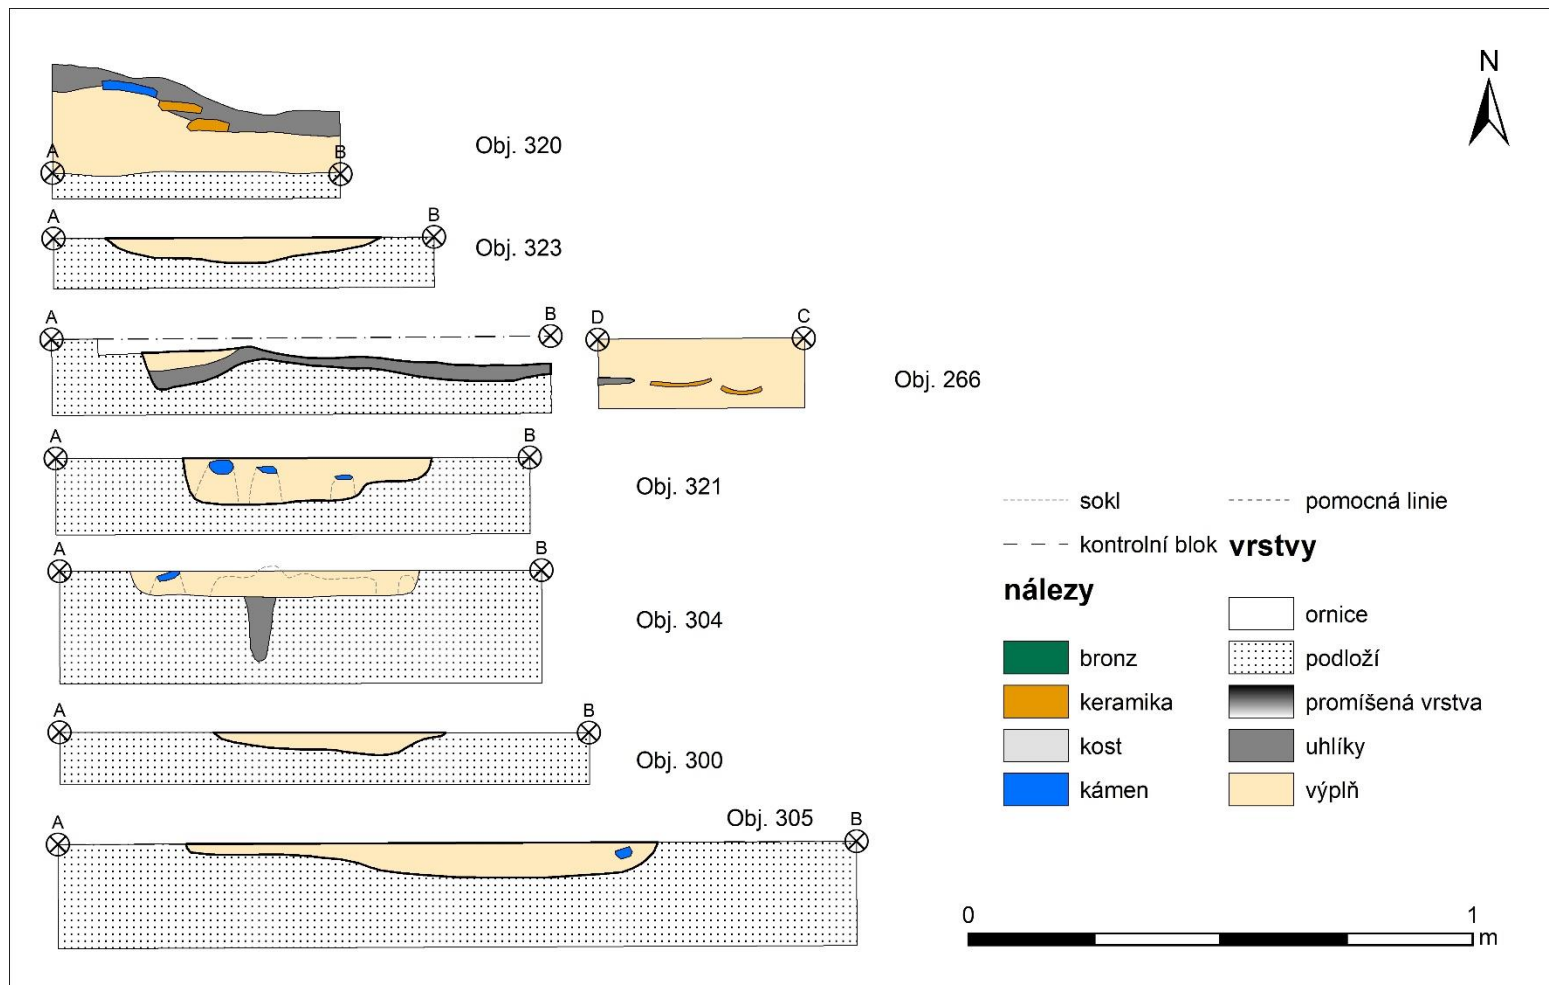 N
A
B
Obj. 320
A
B
Obj. 323
A
B
D
C
Obj. 266
A
B
Obj. 321
A
B
Obj. 304
A
B
Obj. 300
A
Obj. 305
B
sokl
pomocná linie
kontrolní blok
vrstvy
nálezy
ornice
bronz
podloží
keramika
promíšená vrstva
kost
uhlíky
kámen
výplň
0
1
m